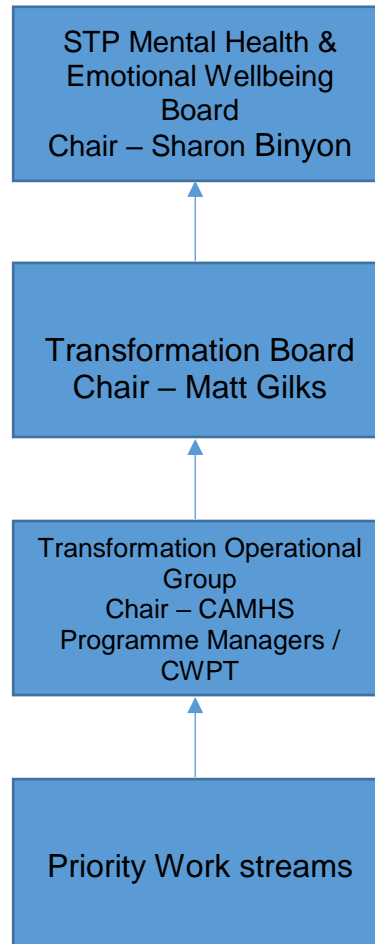 STP Mental Health &
Emotional Wellbeing
Board
Chair – Sharon Binyon
Transformation Board
Chair – Matt Gilks
Transformation Operational
Group
Chair – CAMHS
Programme Managers /
CWPT
Priority Work streams